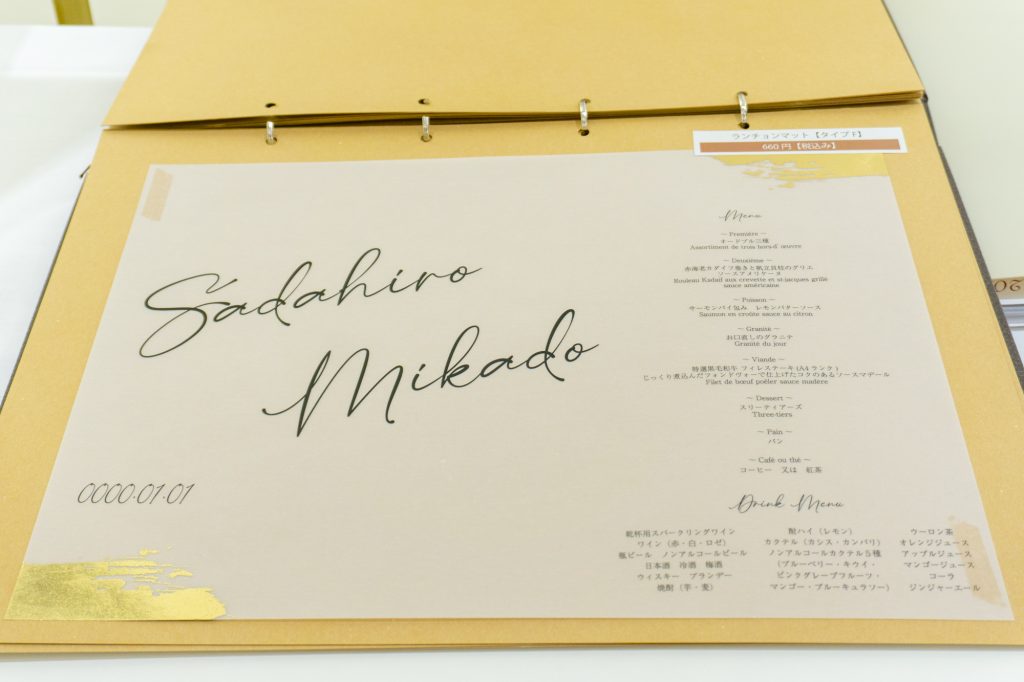 ランチョンマット【タイプF】
660円【税込み】
Sadahiro
Mikado
0000.01.01
Menu
～ Première ～
オードブル三種
Assortiment de trois hors-d' œuvre
～ Deuxième ～
赤海老カダイフ巻きと帆立貝柱のグリエ
ソースアメリケーヌ
Rouleau Kadaif aux crevette et st-jacques grillé
sauce américaine
～ Poisson ～
サーモンパイ包み レモンバターソース
Saumon en croûte sauce au citron
～ Granité ～
お口直しのグラニテ
Granité du jour
～ Viande ～
特選黒毛和牛 フィレステーキ(A4ランク)
じっくり煮込んだフォンドヴォーで仕上げたコクのあるソースマデール
Filet de bœuf poêler sauce madère
～ Dessert ～
スリーティアーズ
Three-tiers
～ Pain ～
パン
～ Café ou thé ～
コーヒー 又は 紅茶
Drink Menu
乾杯用スパークリングワイン
ワイン（赤・白・ロゼ）
瓶ビール ノンアルコールビール
日本酒 冷酒 梅酒
ウィスキー ブランデー
焼酎（芋・麦）
酎ハイ（レモン）
カクテル（カシス・カンパリ）
ノンアルコールカクテル5種
（ブルーベリー・キウイ・
ピンクグレープフルーツ・
マンゴー・ブルーキュラソー）
ウーロン茶
オレンジジュース
アップルジュース
マンゴージュース
コーラ
ジンジャーエール